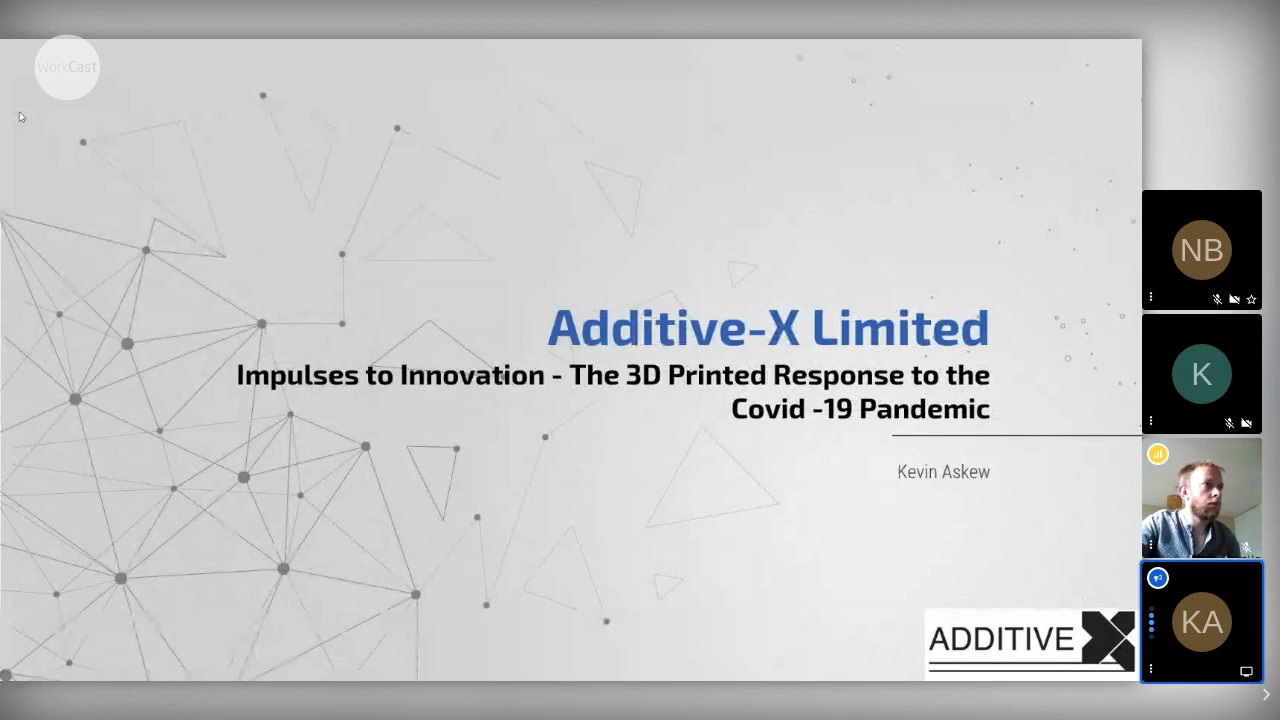 WorkCast
Additive-X Limited
Impulses to Innovation - The 3D Printed Response to the
Covid -19 Pandemic
Kevin Askew
ADDITIVE X
NB
K
KA